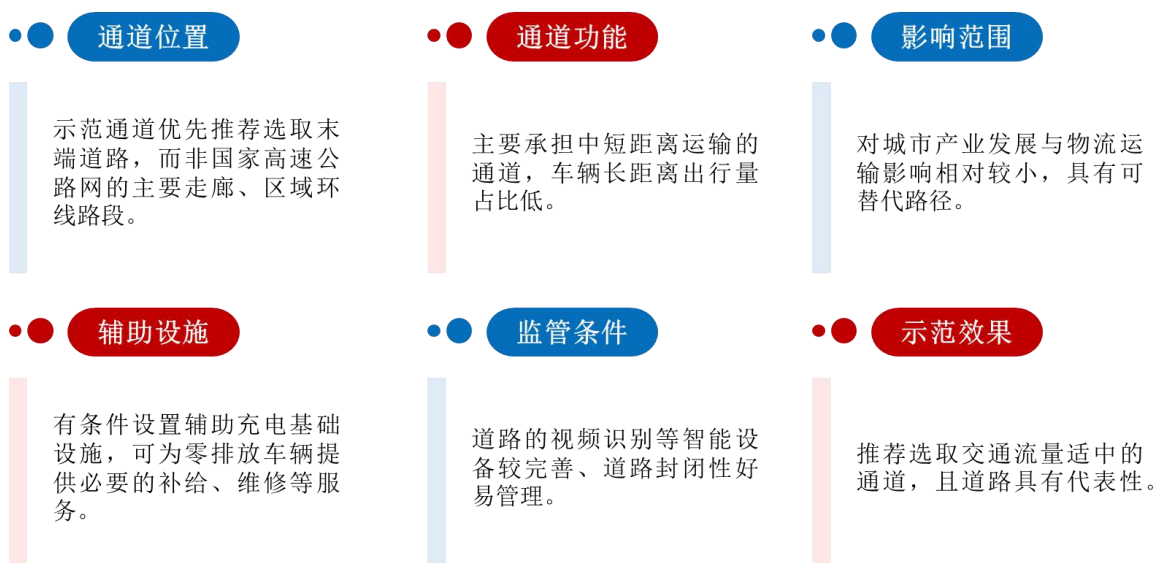 通道位置
示范通道优先推荐选取末
端道路，而非国家高速公
路网的主要走廊、区域环
线路段。
通道功能
主要承担中短距离运输的
通道，车辆长距离出行量
占比低。
影响范围
对城市产业发展与物流运
输影响相对较小，具有可
替代路径。
辅助设施
有条件设置辅助充电基础
设施，可为零排放车辆提
供必要的补给、维修等服
务。
监管条件
道路的视频识别等智能设
备较完善、道路封闭性好
易管理。
示范效果
推荐选取交通流量适中的
通道，且道路具有代表性。